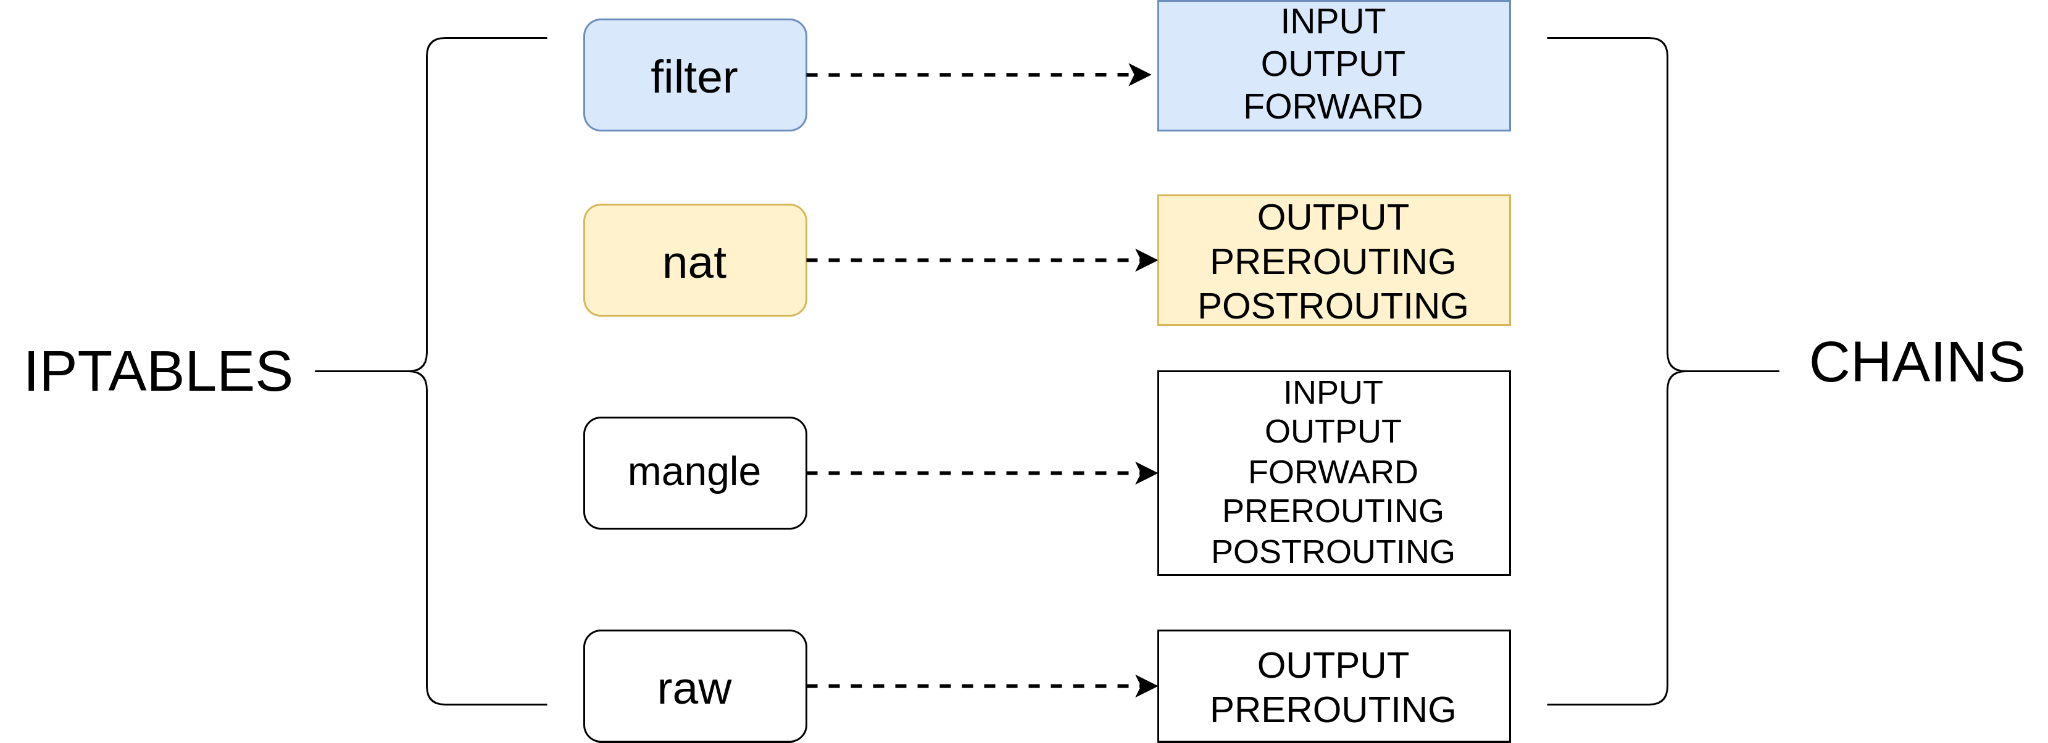 IPTABLES
filter
INPUT
OUTPUT
FORWARD
nat
OUTPUT
PREROUTING
POSTROUTING
mangle
INPUT
OUTPUT
FORWARD
PREROUTING
POSTROUTING
raw
OUTPUT
PREROUTING
CHAINS